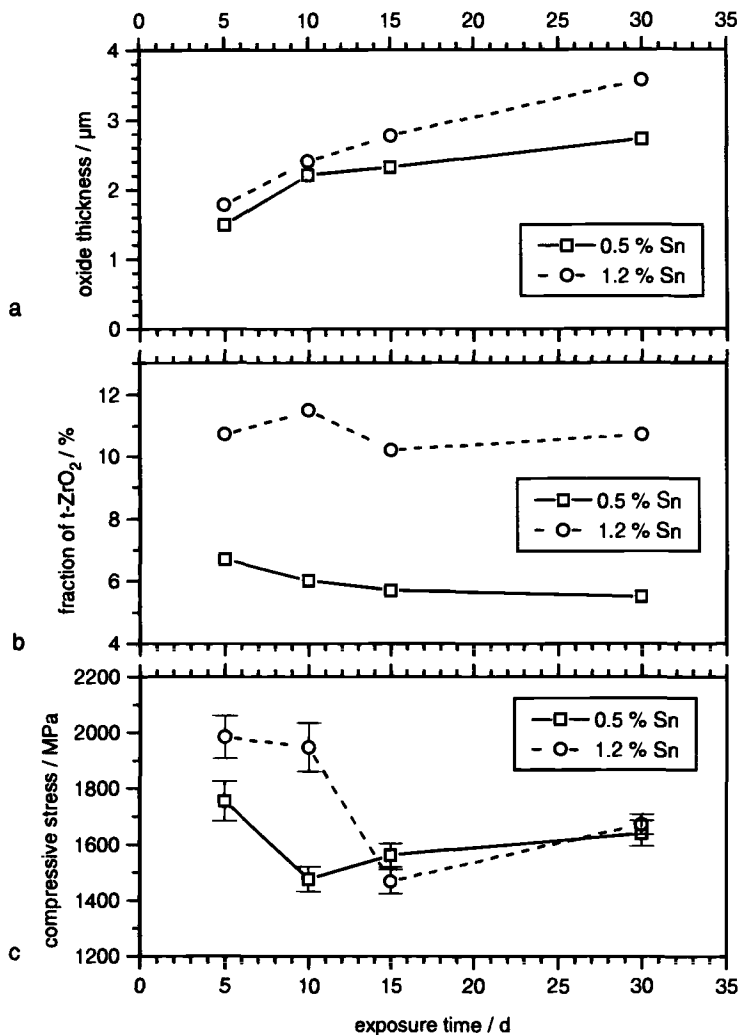 0 5 10 15 20 25 30 35
4
3
2
1
0
oxide thickness / µm
0.5 % Sn
1.2 % Sn
a
12
10
8
6
4
fraction of t-ZrO2 / %
0.5 % Sn
1.2 % Sn
b
2200
2000
1800
1600
1400
1200
compressive stress / MPa
0.5 % Sn
1.2 % Sn
c
0 5 10 15 20 25 30 35
exposure time / d